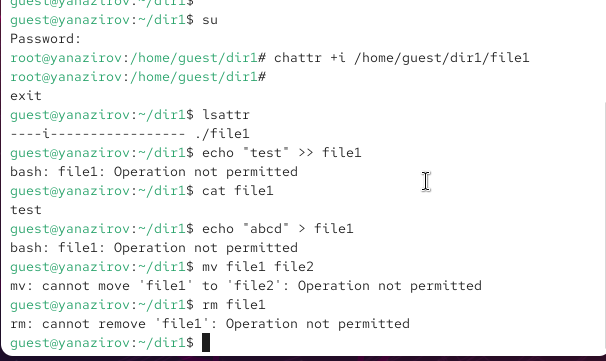 guest@yanazirov:~/dir1$
guest@yanazirov:~/dir1$ su
Password:
root@yanazirov:/home/guest/dir1# chattr +i /home/guest/dir1/file1
root@yanazirov:/home/guest/dir1#
exit
guest@yanazirov:~/dir1$ lsattr
----i----------------- ./file1
guest@yanazirov:~/dir1$ echo "test" >> file1
bash: file1: Operation not permitted
guest@yanazirov:~/dir1$ cat file1
test
guest@yanazirov:~/dir1$ echo "abcd" > file1
bash: file1: Operation not permitted
guest@yanazirov:~/dir1$ mv file1 file2
mv: cannot move 'file1' to 'file2': Operation not permitted
guest@yanazirov:~/dir1$ rm file1
rm: cannot remove 'file1': Operation not permitted
guest@yanazirov:~/dir1$